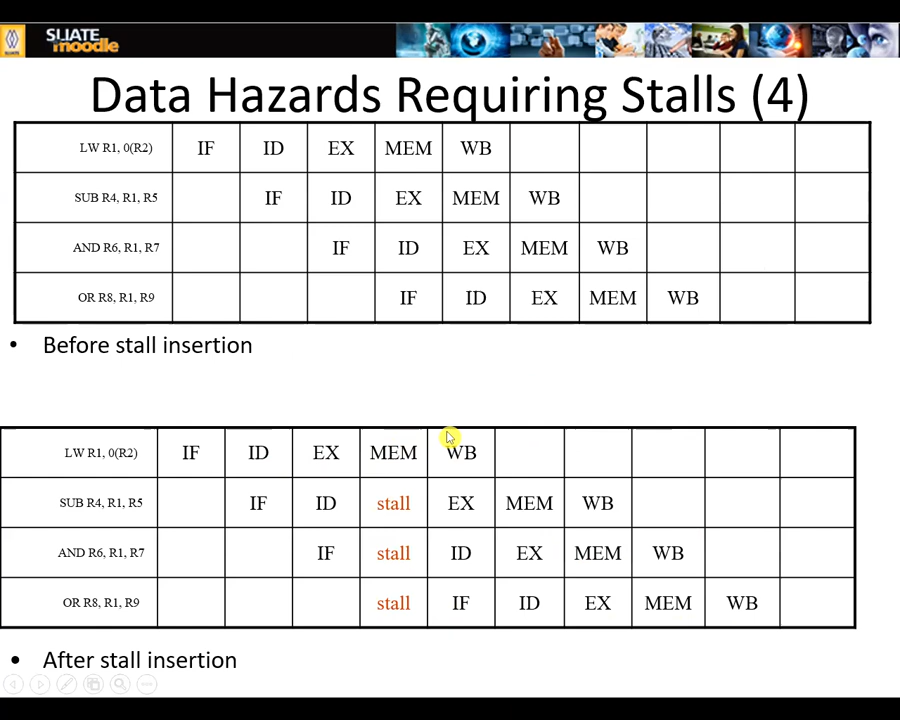 SLIATE
moodle
Data Hazards Requiring Stalls (4)
LW R1, 0(R2) IF ID EX MEM WB
SUB R4, R1, R5 IF ID EX MEM WB
AND R6, R1, R7 IF ID EX MEM WB
OR R8, R1, R9 IF ID EX MEM WB
• Before stall insertion
LW R1, 0(R2) IF ID EX MEM WB
SUB R4, R1, R5 IF ID stall EX MEM WB
AND R6, R1, R7 IF stall ID EX MEM WB
OR R8, R1, R9 stall IF ID EX MEM WB
• After stall insertion